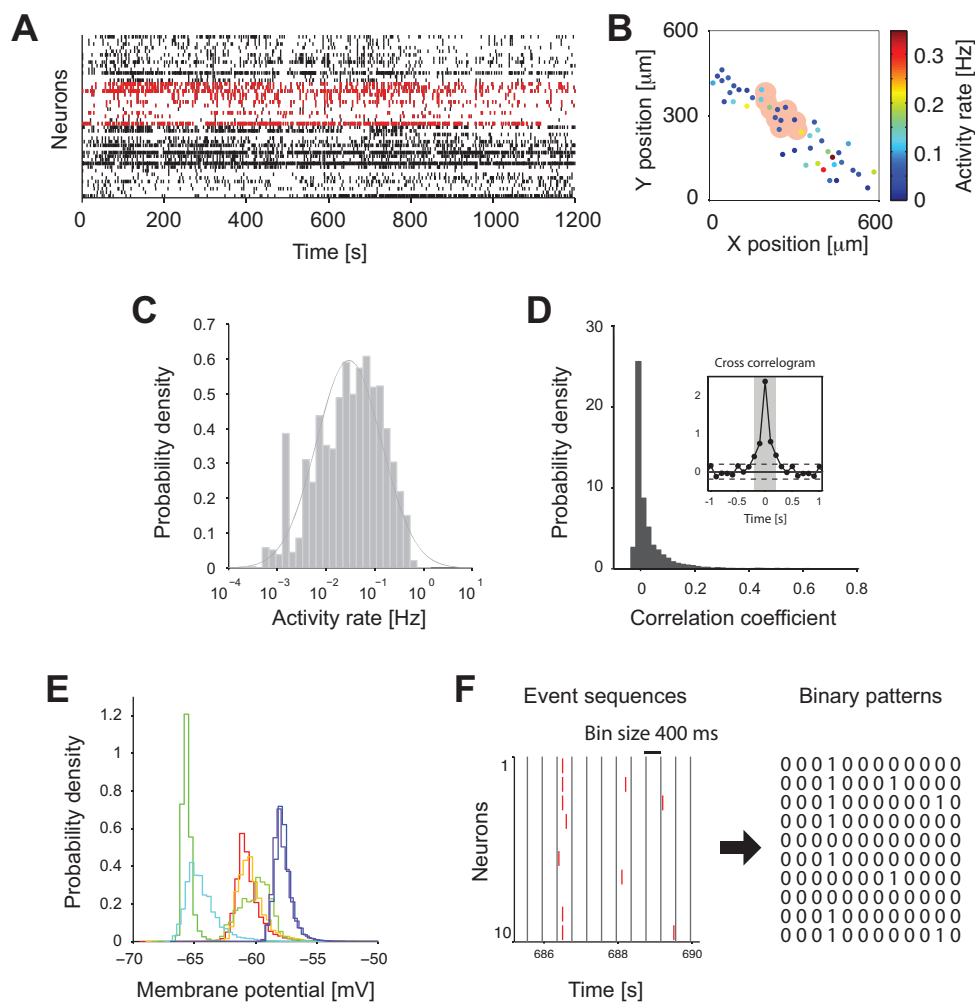 A
Neurons
0 200 400 600 800 1000 1200
Time [s]
B
600
300
0
Y position [μm]
0 600
X position [μm]
0.3
0.2
0.1
0
Activity rate [Hz]
C
0.7
0.6
0.5
0.4
0.3
0.2
0.1
0
Probability density
10−4 10−3 10−2 10−1 100 101
Activity rate [Hz]
D
30
20
10
0
Probability density
0 0.2 0.4 0.6 0.8
Correlation coefficient
Cross correlogram
2
1
0
-1 -0.5 0 0.5 1
Time [s]
E
1.2
1
0.8
0.6
0.4
0.2
0
Probability density
−70 −65 −60 −55 −50
Membrane potential [mV]
F
Event sequences
Bin size 400 ms
1
10
Neurons
686 688 690
Time [s]
Binary patterns
0 0 0 1 0 0 0 0 0 0 0 0
0 0 0 1 0 0 0 0 1 0 0 0
0 0 0 1 0 0 0 0 0 0 1 0
0 0 0 1 0 0 0 0 0 0 0 0
0 0 0 0 0 0 0 0 0 0 0 0
0 0 0 1 0 0 0 0 0 0 0 0
0 0 0 0 0 0 0 0 1 0 0 0
0 0 0 0 0 0 0 0 0 0 0 0
0 0 0 1 0 0 0 0 0 0 0 0
0 0 0 1 0 0 0 0 0 0 1 0